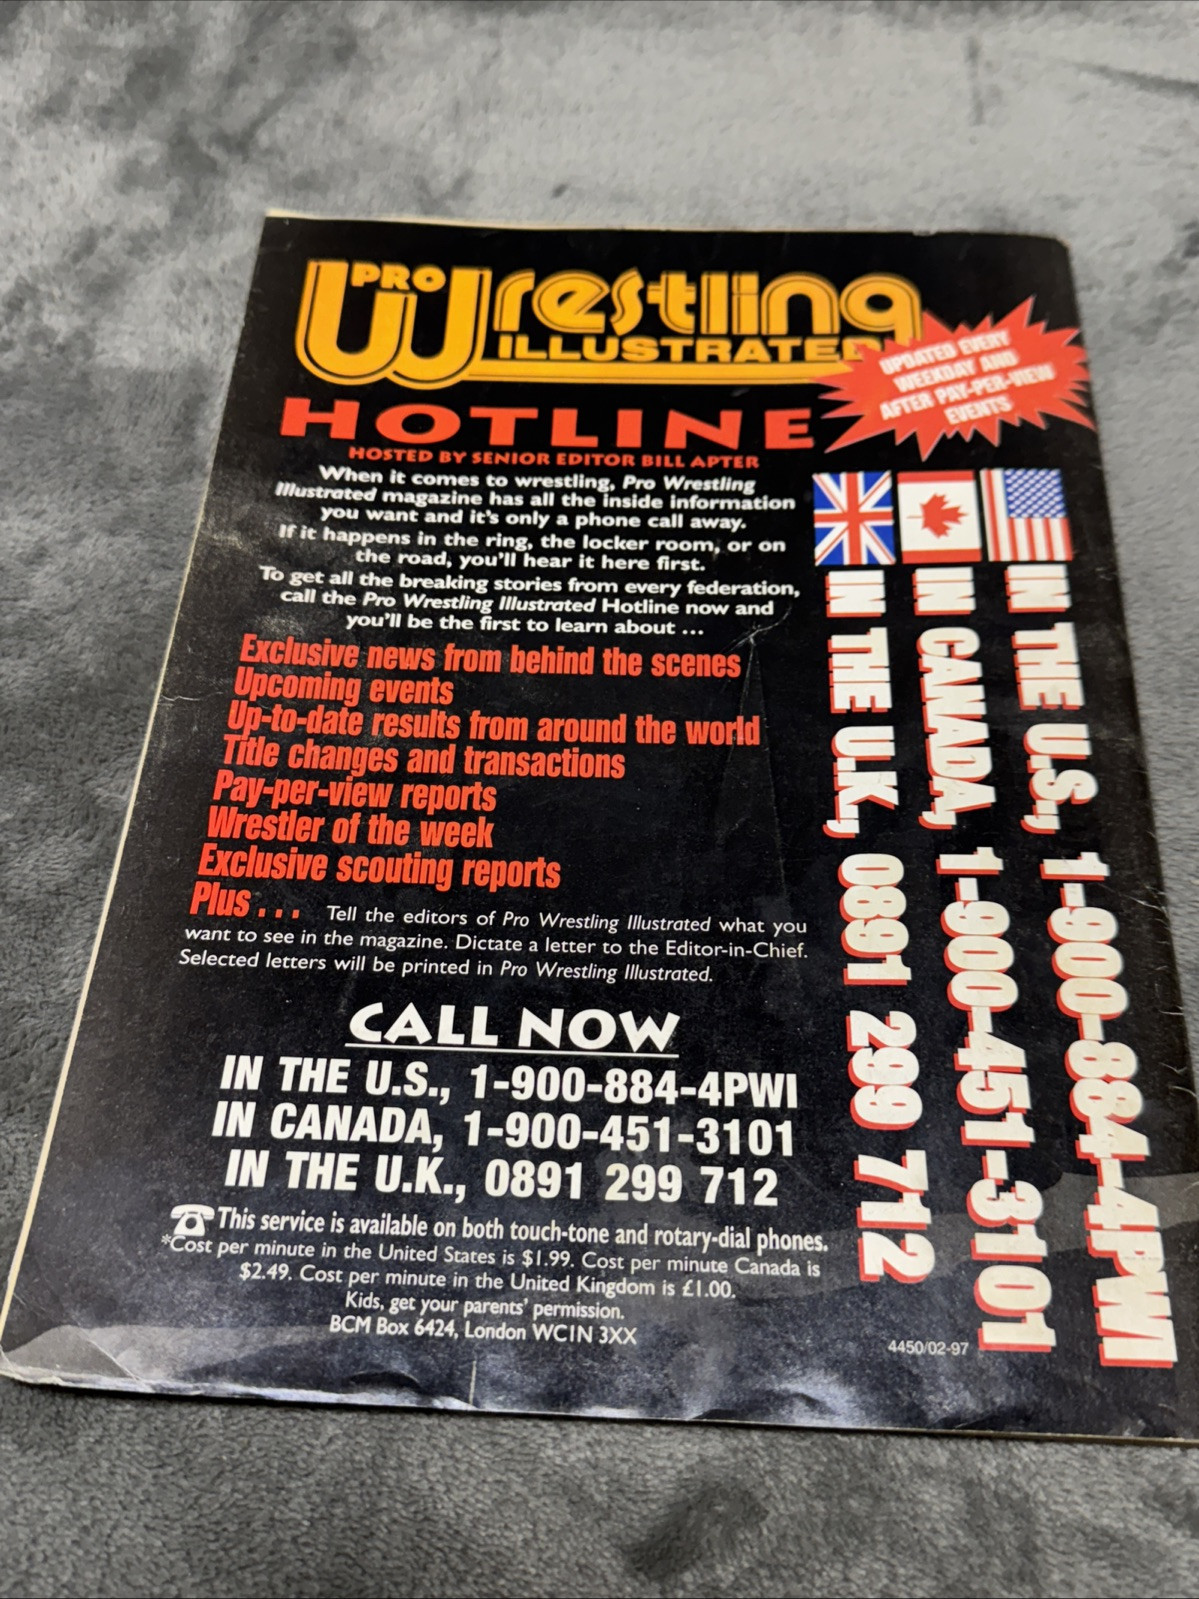 PRO Wrestling
ILLUSTRATED
UPDATED EVERY
WEEKDAY AND
AFTER PAY-PER-VIEW
EVENTS
HOTLINE
HOSTED BY SENIOR EDITOR BILL APTER
When it comes to wrestling, Pro Wrestling
Illustrated magazine has all the inside information
you want and it's only a phone call away.
If it happens in the ring, the locker room, or on
the road, you'll hear it here first.
To get all the breaking stories from every federation,
call the Pro Wrestling Illustrated Hotline now and
you'll be the first to learn about ...
Exclusive news from behind the scenes
Upcoming events
Up-to-date results from around the world
Title changes and transactions
Pay-per-view reports
Wrestler of the week
Exclusive scouting reports
Plus... Tell the editors of Pro Wrestling Illustrated what you
want to see in the magazine. Dictate a letter to the Editor-in-Chief.
Selected letters will be printed in Pro Wrestling Illustrated.
CALL NOW
IN THE U.S., 1-900-884-4PWI
IN CANADA, 1-900-451-3101
IN THE U.K., 0891 299 712
This service is available on both touch-tone and rotary-dial phones.
*Cost per minute in the United States is $1.99. Cost per minute Canada is
$2.49. Cost per minute in the United Kingdom is £1.00.
Kids, get your parents' permission.
BCM Box 6424, London WC1N 3XX
4450/02-97
IN THE U.S., 1-900-884-4PWI
IN CANADA, 1-900-451-3101
IN THE U.K., 0891 299 712